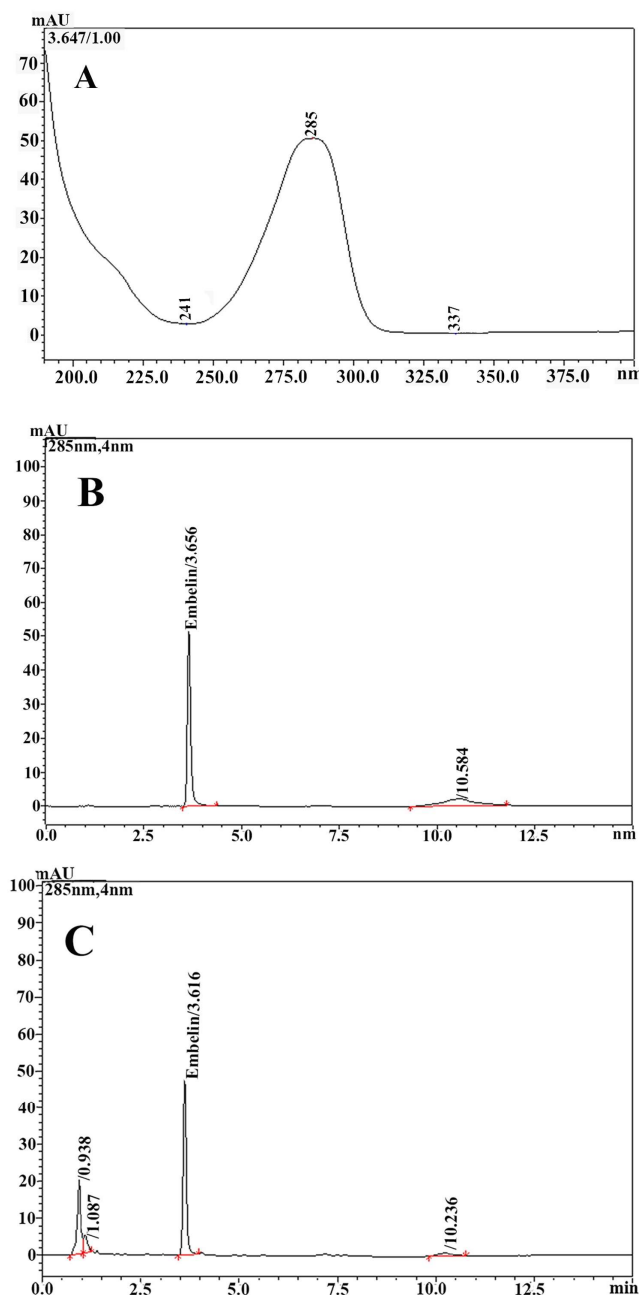 mAU
3.647/1.00
A
70
60
50
40
30
20
10
0
285
241
337
200.0 225.0 250.0 275.0 300.0 325.0 350.0 375.0 nm
mAU
285nm,4nm
B
100
90
80
70
60
50
40
30
20
10
0
Embelin/3.656
/10.584
0.0 2.5 5.0 7.5 10.0 12.5 nm
mAU
285nm,4nm
C
100
90
80
70
60
50
40
30
20
10
0
/0.938
/1.087
Embelin/3.616
/10.236
0.0 2.5 5.0 7.5 10.0 12.5 min